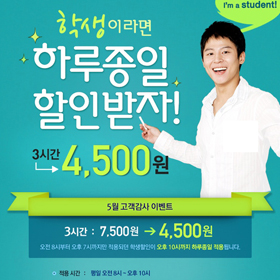 I'm a student!
학생이라면
하루종일
할인받자!
3시간 4,500원
5월 고객감사 이벤트
3시간 : 7,500원 → 4,500원
오전 8시부터 오후 7시까지만 적용되던 학생할인이 오후 10시까지 하루종일 적용됩니다.
적용 시간 : 평일 오전 8시 - 오후 10시